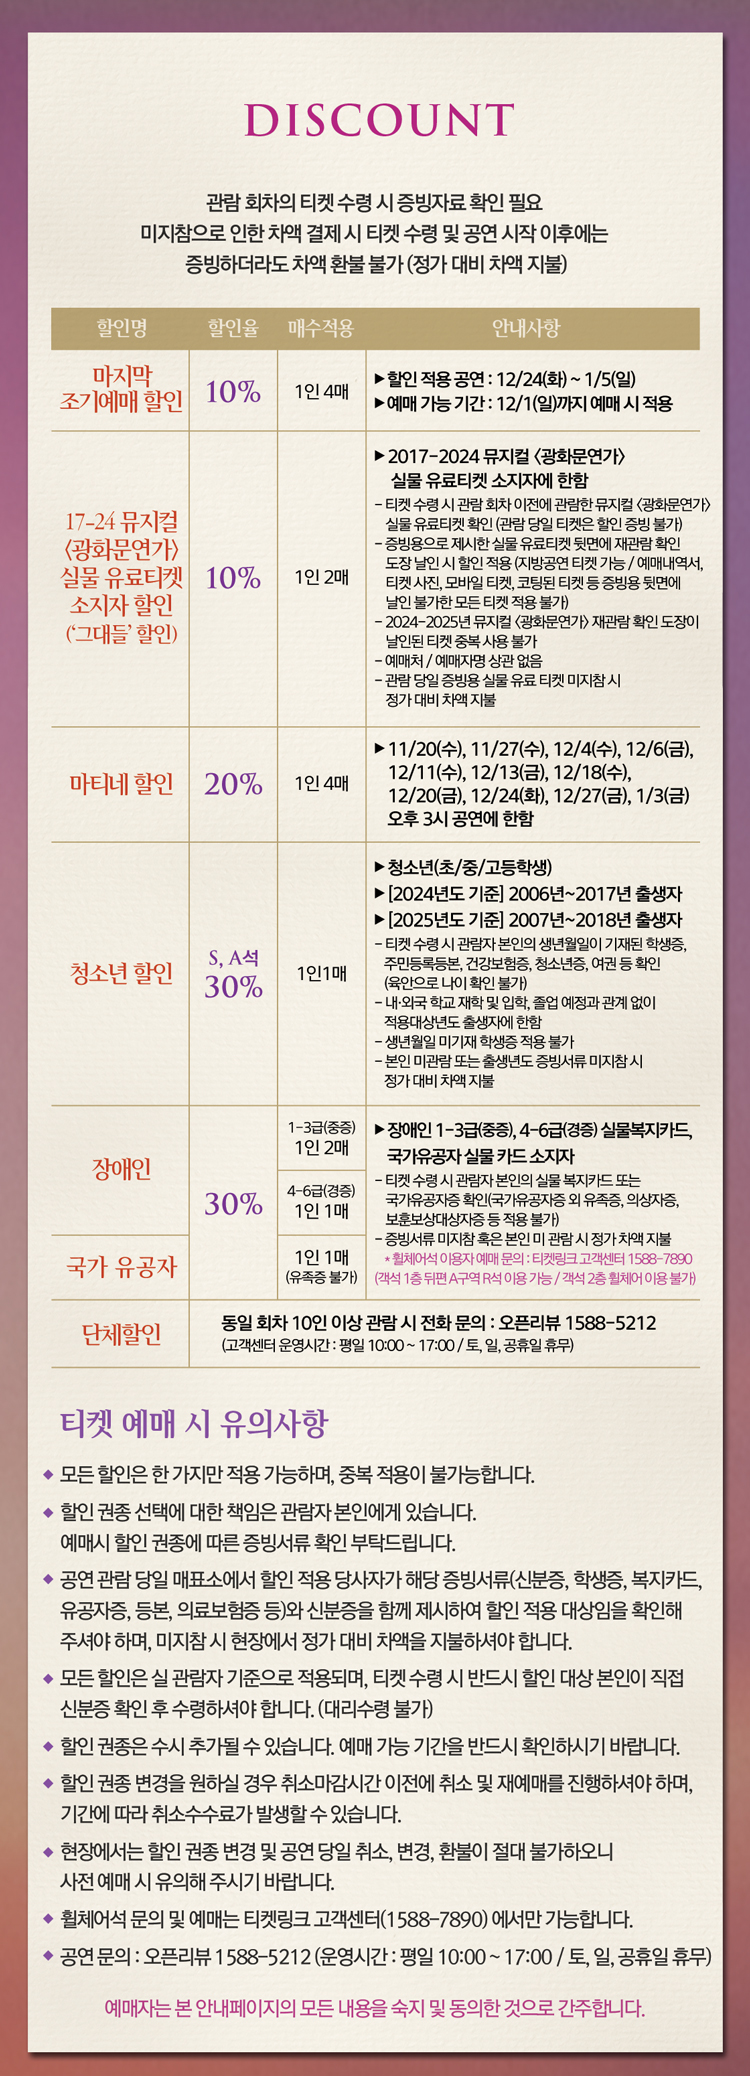 DISCOUNT
관람 회차의 티켓 수령 시 증빙자료 확인 필요
미지참으로 인한 차액 결제 시 티켓 수령 및 공연 시작 이후에는
증빙하더라도 차액 환불 불가 (정가 대비 차액 지불)
할인명 할인율 매수적용 안내사항
마지막
조기예매 할인
10%
1인 4매
▶할인 적용 공연 : 12/24(화) ~ 1/5(일)
▶예매 가능 기간 : 12/1(일)까지 예매 시 적용
17-24 뮤지컬
〈광화문연가〉
실물 유료티켓
소지자 할인
('그대들' 할인)
10%
1인 2매
▶2017-2024 뮤지컬 〈광화문연가〉
실물 유료티켓 소지자에 한함
- 티켓 수령 시 관람 회차 이전에 관람한 뮤지컬 〈광화문연가〉
실물 유료티켓 확인 (관람 당일 티켓은 할인 증빙 불가)
- 증빙용으로 제시한 실물 유료티켓 뒷면에 재관람 확인
도장 날인 시 할인 적용 (지방공연 티켓 가능 / 예매내역서,
티켓 사진, 모바일 티켓, 코팅된 티켓 등 증빙용 뒷면에
날인 불가한 모든 티켓 적용 불가)
- 2024-2025년 뮤지컬 〈광화문연가〉 재관람 확인 도장이
날인된 티켓 중복 사용 불가
- 예매처 / 예매자명 상관 없음
- 관람 당일 증빙용 실물 유료 티켓 미지참 시
정가 대비 차액 지불
마티네 할인
20%
1인 4매
▶11/20(수), 11/27(수), 12/4(수), 12/6(금),
12/11(수), 12/13(금), 12/18(수),
12/20(금), 12/24(화), 12/27(금), 1/3(금)
오후 3시 공연에 한함
청소년 할인
S, A석
30%
1인1매
▶청소년(초/중/고등학생)
▶[2024년도 기준] 2006년~2017년 출생자
▶[2025년도 기준] 2007년~2018년 출생자
- 티켓 수령 시 관람자 본인의 생년월일이 기재된 학생증,
주민등록등본, 건강보험증, 청소년증, 여권 등 확인
(육안으로 나이 확인 불가)
- 내·외국 학교 재학 및 입학, 졸업 예정과 관계 없이
적용대상년도 출생자에 한함
- 생년월일 미기재 학생증 적용 불가
- 본인 미관람 또는 출생년도 증빙서류 미지참 시
정가 대비 차액 지불
장애인
국가 유공자
30%
1-3급(중증)
1인 2매
4-6급(경증)
1인 1매
1인 1매
(유족증 불가)
▶장애인 1-3급(중증), 4-6급(경증) 실물복지카드,
국가유공자 실물 카드 소지자
- 티켓 수령 시 관람자 본인의 실물 복지카드 또는
국가유공자증 확인(국가유공자증 외 유족증, 의상자증,
보훈보상대상자증 등 적용 불가)
- 증빙서류 미지참 혹은 본인 미 관람 시 정가 차액 지불
* 휠체어석 이용자 예매 문의 : 티켓링크 고객센터 1588-7890
(객석 1층 뒤편 A구역 R석 이용 가능 / 객석 2층 휠체어 이용 불가)
단체할인
동일 회차 10인 이상 관람 시 전화 문의 : 오픈리뷰 1588-5212
(고객센터 운영시간 : 평일 10:00 ~ 17:00 / 토, 일, 공휴일 휴무)
티켓 예매 시 유의사항
◆ 모든 할인은 한 가지만 적용 가능하며, 중복 적용이 불가능합니다.
◆ 할인 권종 선택에 대한 책임은 관람자 본인에게 있습니다.
예매시 할인 권종에 따른 증빙서류 확인 부탁드립니다.
◆ 공연 관람 당일 매표소에서 할인 적용 당사자가 해당 증빙서류(신분증, 학생증, 복지카드,
유공자증, 등본, 의료보험증 등)와 신분증을 함께 제시하여 할인 적용 대상임을 확인해
주셔야 하며, 미지참 시 현장에서 정가 대비 차액을 지불하셔야 합니다.
◆ 모든 할인은 실 관람자 기준으로 적용되며, 티켓 수령 시 반드시 할인 대상 본인이 직접
신분증 확인 후 수령하셔야 합니다. (대리수령 불가)
◆ 할인 권종은 수시 추가될 수 있습니다. 예매 가능 기간을 반드시 확인하시기 바랍니다.
◆ 할인 권종 변경을 원하실 경우 취소마감시간 이전에 취소 및 재예매를 진행하셔야 하며,
기간에 따라 취소수수료가 발생할 수 있습니다.
◆ 현장에서는 할인 권종 변경 및 공연 당일 취소, 변경, 환불이 절대 불가하오니
사전 예매 시 유의해 주시기 바랍니다.
◆ 휠체어석 문의 및 예매는 티켓링크 고객센터(1588-7890) 에서만 가능합니다.
◆ 공연 문의 : 오픈리뷰 1588-5212 (운영시간 : 평일 10:00 ~ 17:00 / 토, 일, 공휴일 휴무)
예매자는 본 안내페이지의 모든 내용을 숙지 및 동의한 것으로 간주합니다.